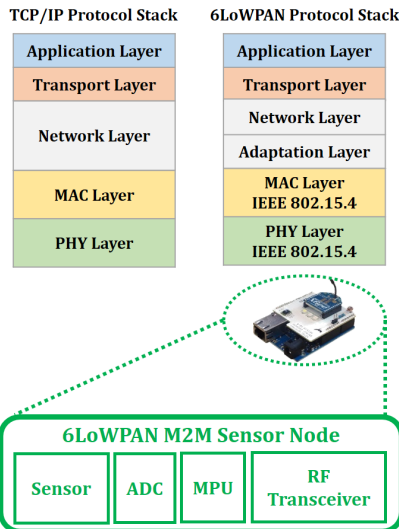 TCP/IP Protocol Stack
Application Layer
Transport Layer
Network Layer
MAC Layer
PHY Layer
6LoWPAN Protocol Stack
Application Layer
Transport Layer
Network Layer
Adaptation Layer
MAC Layer
IEEE 802.15.4
PHY Layer
IEEE 802.15.4
6LoWPAN M2M Sensor Node
Sensor
ADC
MPU
RF
Transceiver